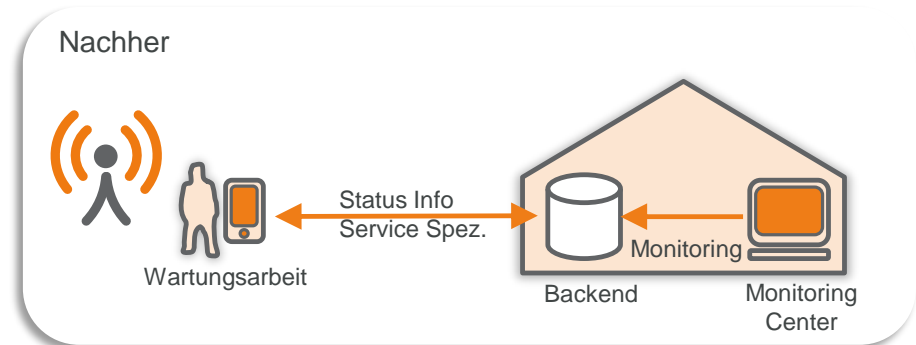 Nachher
Status Info
Service Spez.
Monitoring
Wartungsarbeit
Backend
Monitoring
Center